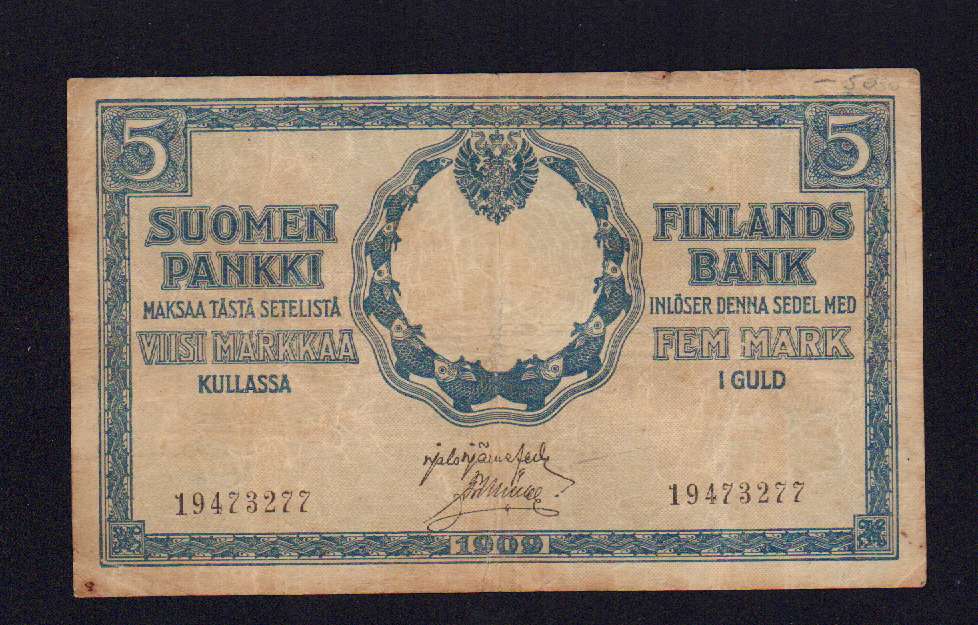 5
5
SUOMEN
PANKKI
MAKSAA TÄSTÄ SETELISTÄ
VIISI MARKKAA
KULLASSA
FINLANDS
BANK
INLÖSER DENNA SEDEL MED
FEM MARK
I GULD
19473277
19473277
1909